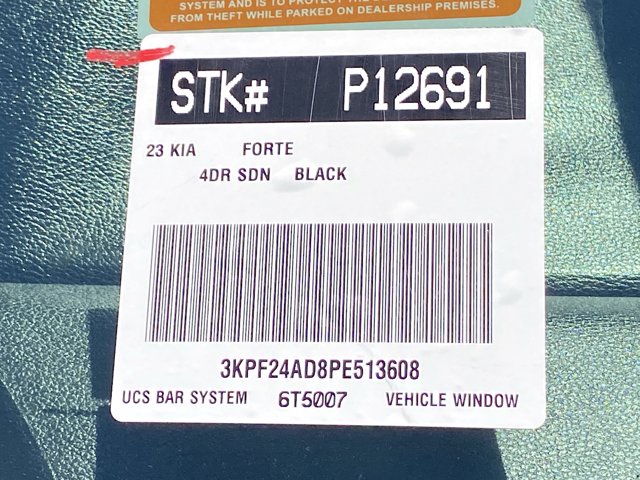 SYSTEM AND IS TO PROTECT THE
FROM THEFT WHILE PARKED ON DEALERSHIP PREMISES.
STK# P12691
23 KIA FORTE
4DR SDN BLACK
3KPF24AD8PE513608
UCS BAR SYSTEM 6T5007 VEHICLE WINDOW